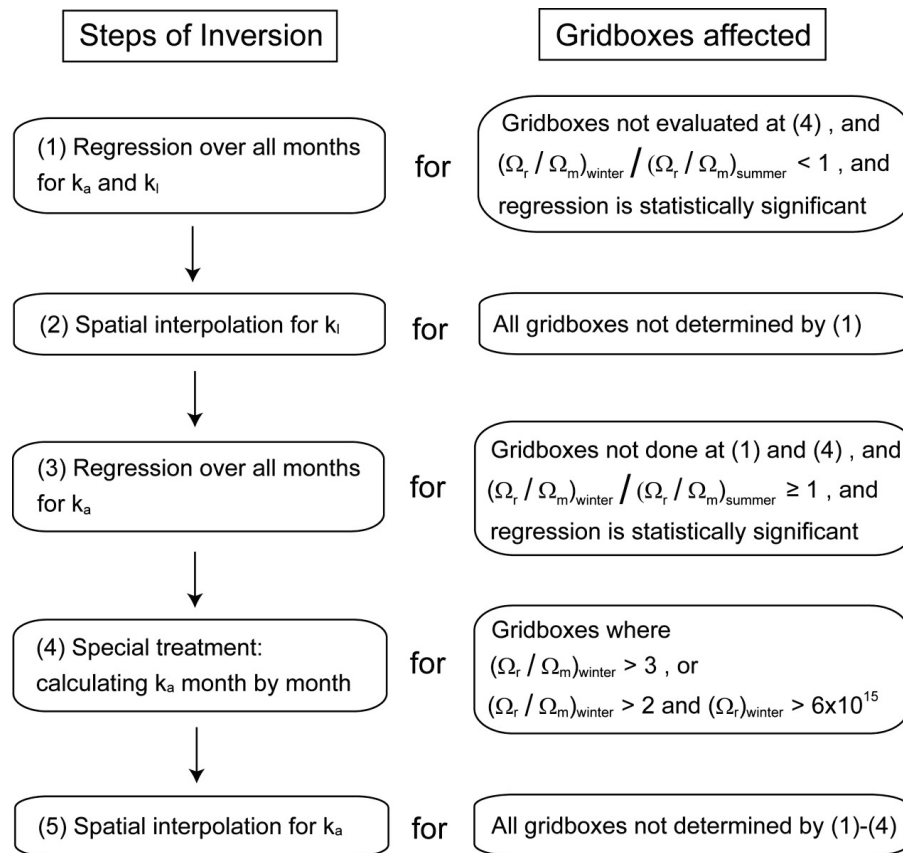 Steps of Inversion
Gridboxes affected
(1) Regression over all months
for kₐ and kₗ
for
Gridboxes not evaluated at (4) , and
(Ωᵣ / Ωₘ)winter / (Ωᵣ / Ωₘ)summer < 1 , and
regression is statistically significant
(2) Spatial interpolation for kₗ
for
All gridboxes not determined by (1)
(3) Regression over all months
for kₐ
for
Gridboxes not done at (1) and (4) , and
(Ωᵣ / Ωₘ)winter / (Ωᵣ / Ωₘ)summer ≥ 1 , and
regression is statistically significant
(4) Special treatment:
calculating kₐ month by month
for
Gridboxes where
(Ωᵣ / Ωₘ)winter > 3 , or
(Ωᵣ / Ωₘ)winter > 2 and (Ωᵣ)winter > 6x10¹⁵
(5) Spatial interpolation for kₐ
for
All gridboxes not determined by (1)-(4)